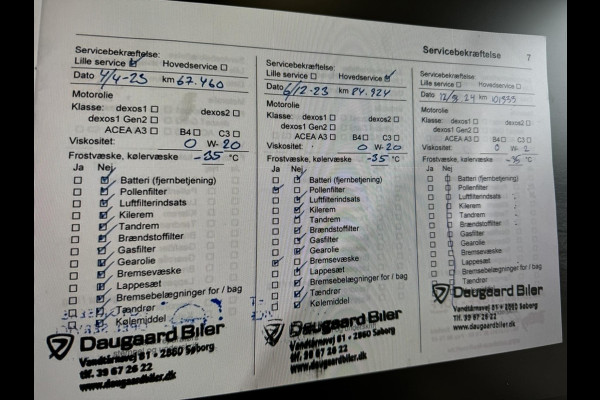 Servicebekræftelse 7
Servicebekræftelse:
Lille service Hovedservice
Dato 4/4-23 km 67.460
Motorolie
Klasse: dexos1 dexos2
dexos1 Gen2
ACEA A3 B4 C3
Viskositet: 0 W-20
Frostvæske, kølervæske -35 °C
Ja Nej
Batteri (fjernbetjening)
Pollenfilter
Luftfilterindsats
Kilerem
Tandrem
Brændstoffilter
Gasfilter
Gearolie
Bremsevæske
Lappesæt
Bremsebelægninger for / bag
Tændrør
Kølemiddel
Daugaard Biler
Vandtårnsvej 81 • 2860 Søborg
tlf. 39 67 26 22
www.daugaardbiler.dk
Servicebekræftelse:
Lille service Hovedservice
Dato 6/12-23 km 84.924
Motorolie
Klasse: dexos1 dexos2
dexos1 Gen2
ACEA A3 B4 C3
Viskositet: 0 W-20
Frostvæske, kølervæske -35 °C
Ja Nej
Batteri (fjernbetjening)
Pollenfilter
Luftfilterindsats
Kilerem
Tandrem
Brændstoffilter
Gasfilter
Gearolie
Bremsevæske
Lappesæt
Bremsebelægninger for / bag
Tændrør
Kølemiddel
Daugaard Biler
Vandtårnsvej 81 • 2860 Søborg
tlf. 39 67 26 22
www.daugaardbiler.dk
Servicebekræftelse:
Lille service Hovedservice
Dato 24 km
Motorolie
Klasse: dexos1 dexos2
dexos1 Gen2
ACEA A3 B4 C3
Viskositet: 0 W-2
Frostvæske, kølervæske -35 °C
Ja Nej
Batteri (fjernbetjening)
Pollenfilter
Luftfilterindsats
Kilerem
Tandrem
Brændstoffilter
Gasfilter
Gearolie
Bremsevæske
Lappesæt
Bremsebelægninger for / bag
Tændrør
Daugaard Biler
Vandtårnsvej 81 • 2860 Søborg
Tlf. 39 67 26 22
www.daugaardbiler.dk